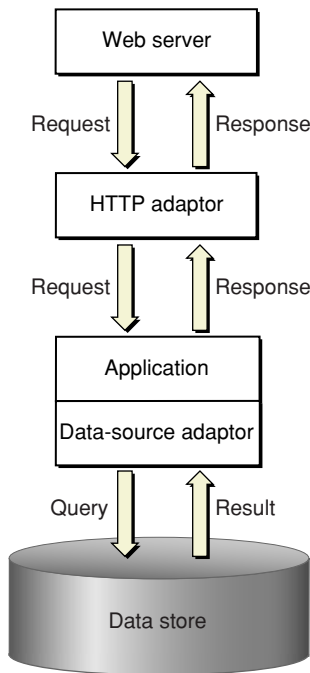 Web server
Request
Response
HTTP adaptor
Request
Response
Application
Data-source adaptor
Query
Result
Data store